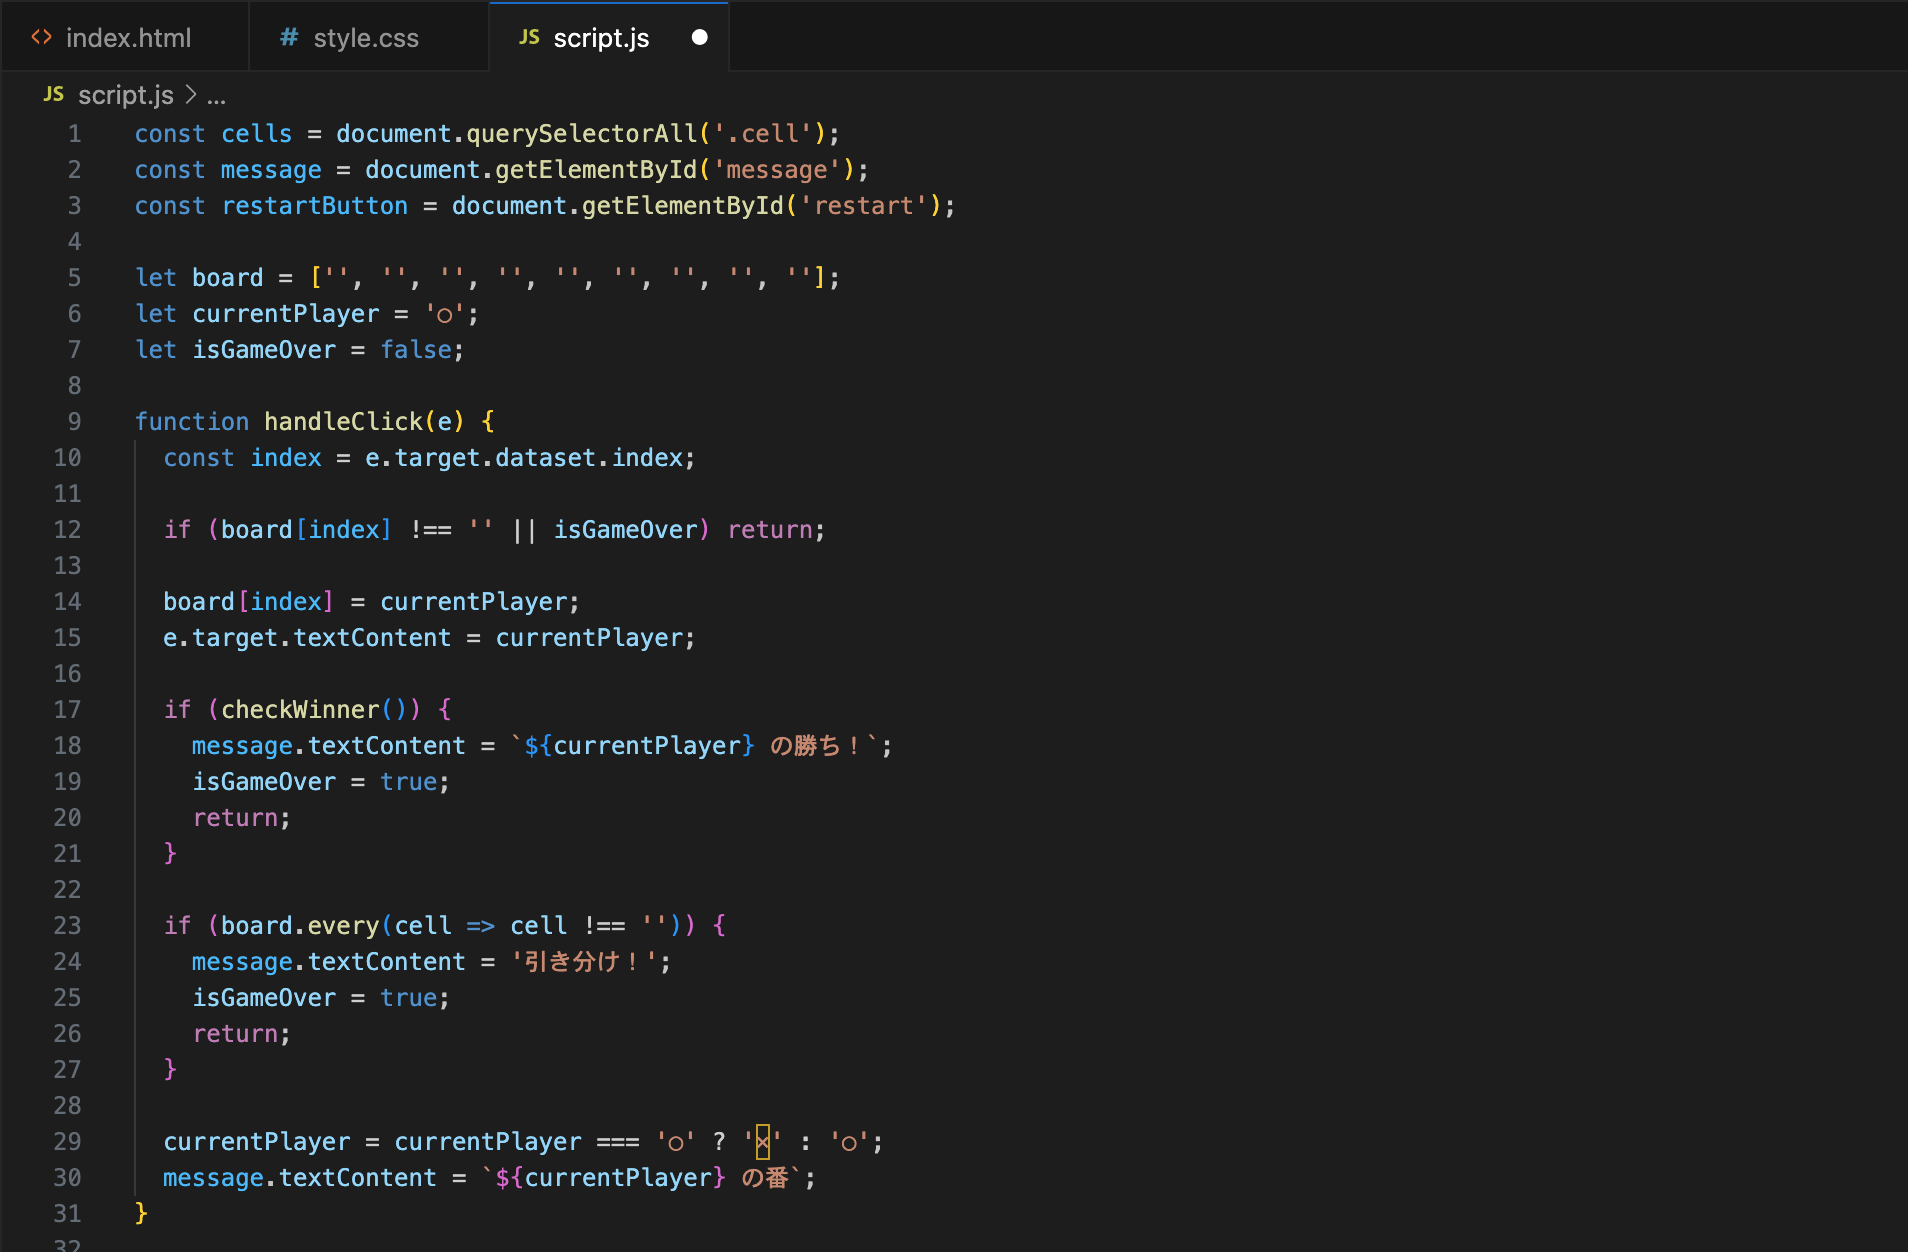 <> index.html # style.css JS script.js ●
JS script.js > ...
1 const cells = document.querySelectorAll('.cell');
2 const message = document.getElementById('message');
3 const restartButton = document.getElementById('restart');
4
5 let board = ['', '', '', '', '', '', '', '', ''];
6 let currentPlayer = '○';
7 let isGameOver = false;
8
9 function handleClick(e) {
10   const index = e.target.dataset.index;
11
12   if (board[index] !== '' || isGameOver) return;
13
14   board[index] = currentPlayer;
15   e.target.textContent = currentPlayer;
16
17   if (checkWinner()) {
18     message.textContent = `${currentPlayer} の勝ち！`;
19     isGameOver = true;
20     return;
21   }
22
23   if (board.every(cell => cell !== '')) {
24     message.textContent = '引き分け！';
25     isGameOver = true;
26     return;
27   }
28
29   currentPlayer = currentPlayer === '○' ? '×' : '○';
30   message.textContent = `${currentPlayer} の番`;
31 }
32